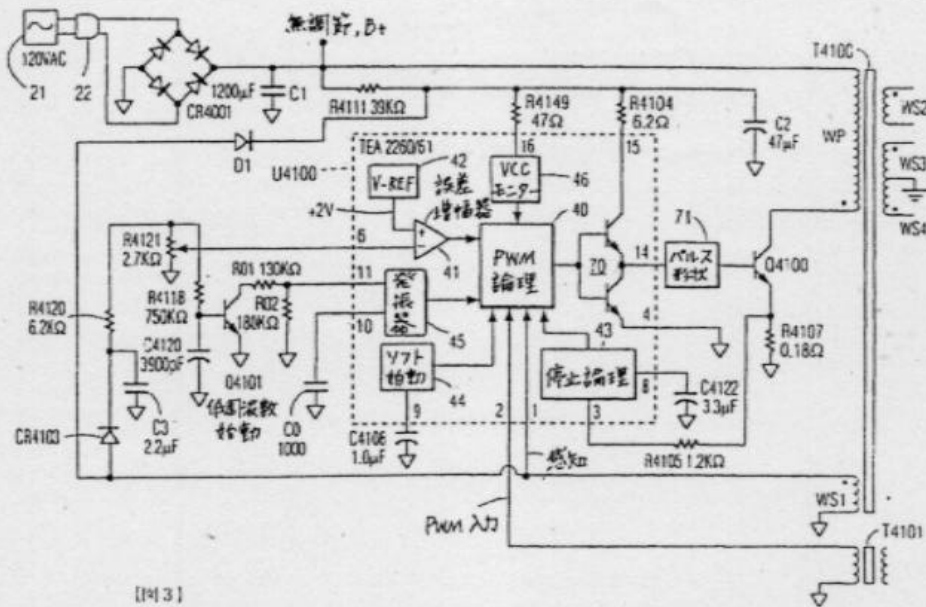 無調節, B+
T4100
120VAC
21
22
CR4001
1200μF
C1
R4111 39KΩ
R4149
47Ω
R4104
6.2Ω
C2
47μF
WP
WS2
WS3
WS4
D1
U4100
TEA 2260/61
16
15
42
V-REF
誤差
増幅器
VCC
モニター
46
+2V
40
6
41
PWM
論理
71
パルス
形状
Q4100
14
70
4
R4121
2.7KΩ
R4118
750KΩ
R01 130KΩ
R02
180KΩ
11
発振器
10
45
43
停止論理
8
R4107
0.18Ω
R4120
6.2KΩ
C4120
3900pF
Q4101
低周波数
始動
ソフト
始動
44
C3
2.2μF
C0
1000
9
2
1
3
C4122
3.3μF
CR4103
C4106
1.0μF
感知
R4105 1.2KΩ
PWM 入力
WS1
T4101
【図3】